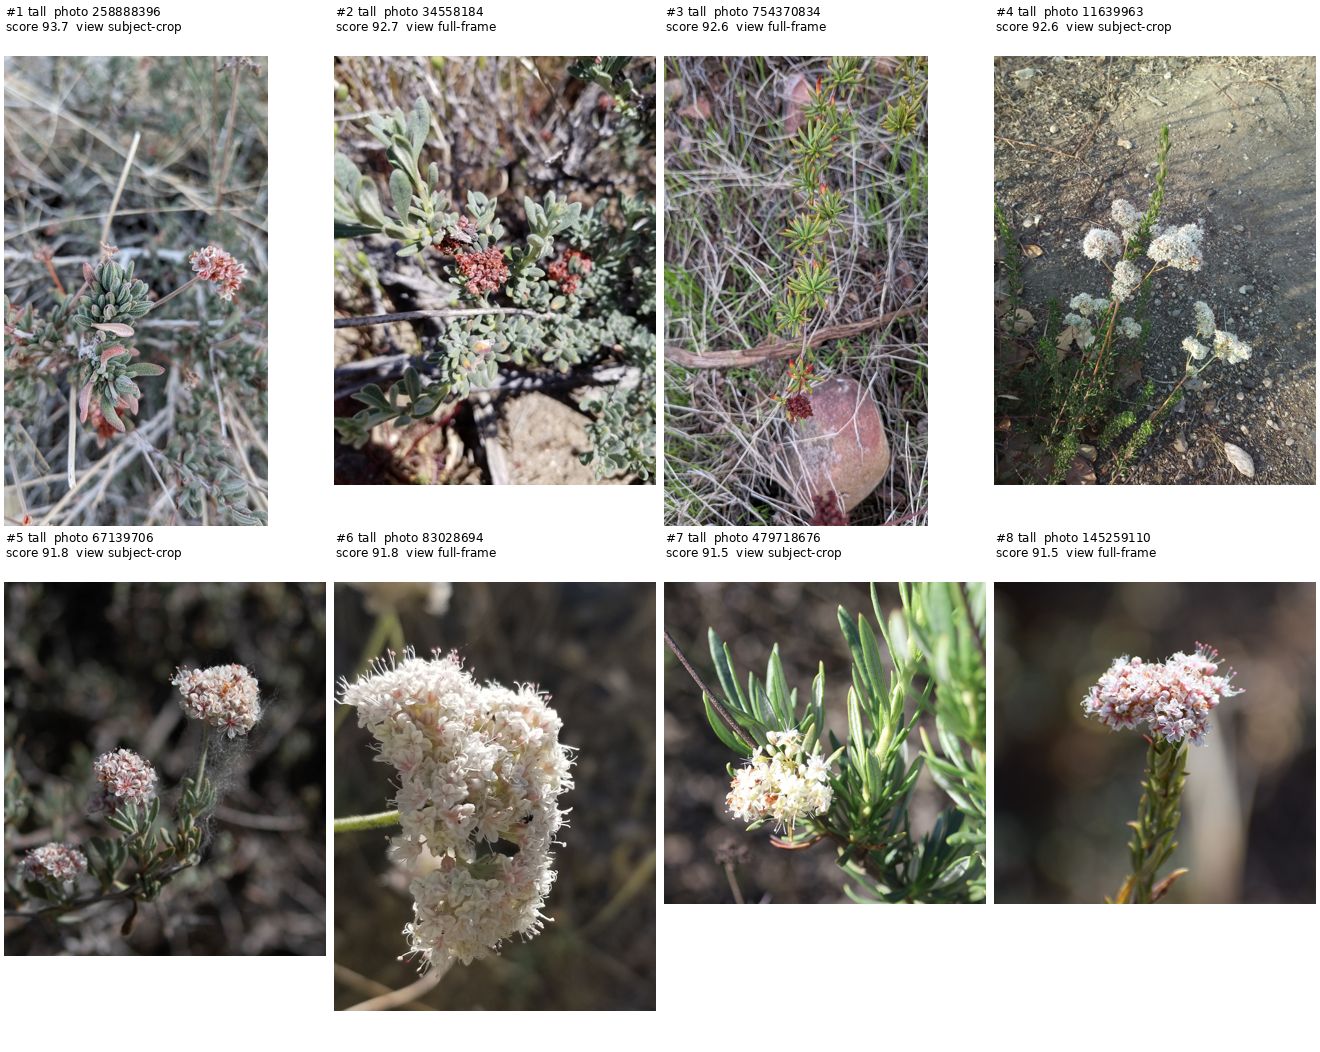 #1 tall photo 258888396
score 93.7 view subject-crop
#2 tall photo 34558184
score 92.7 view full-frame
#3 tall photo 754370834
score 92.6 view full-frame
#4 tall photo 11639963
score 92.6 view subject-crop
#5 tall photo 67139706
score 91.8 view subject-crop
#6 tall photo 83028694
score 91.8 view full-frame
#7 tall photo 479718676
score 91.5 view subject-crop
#8 tall photo 145259110
score 91.5 view full-frame